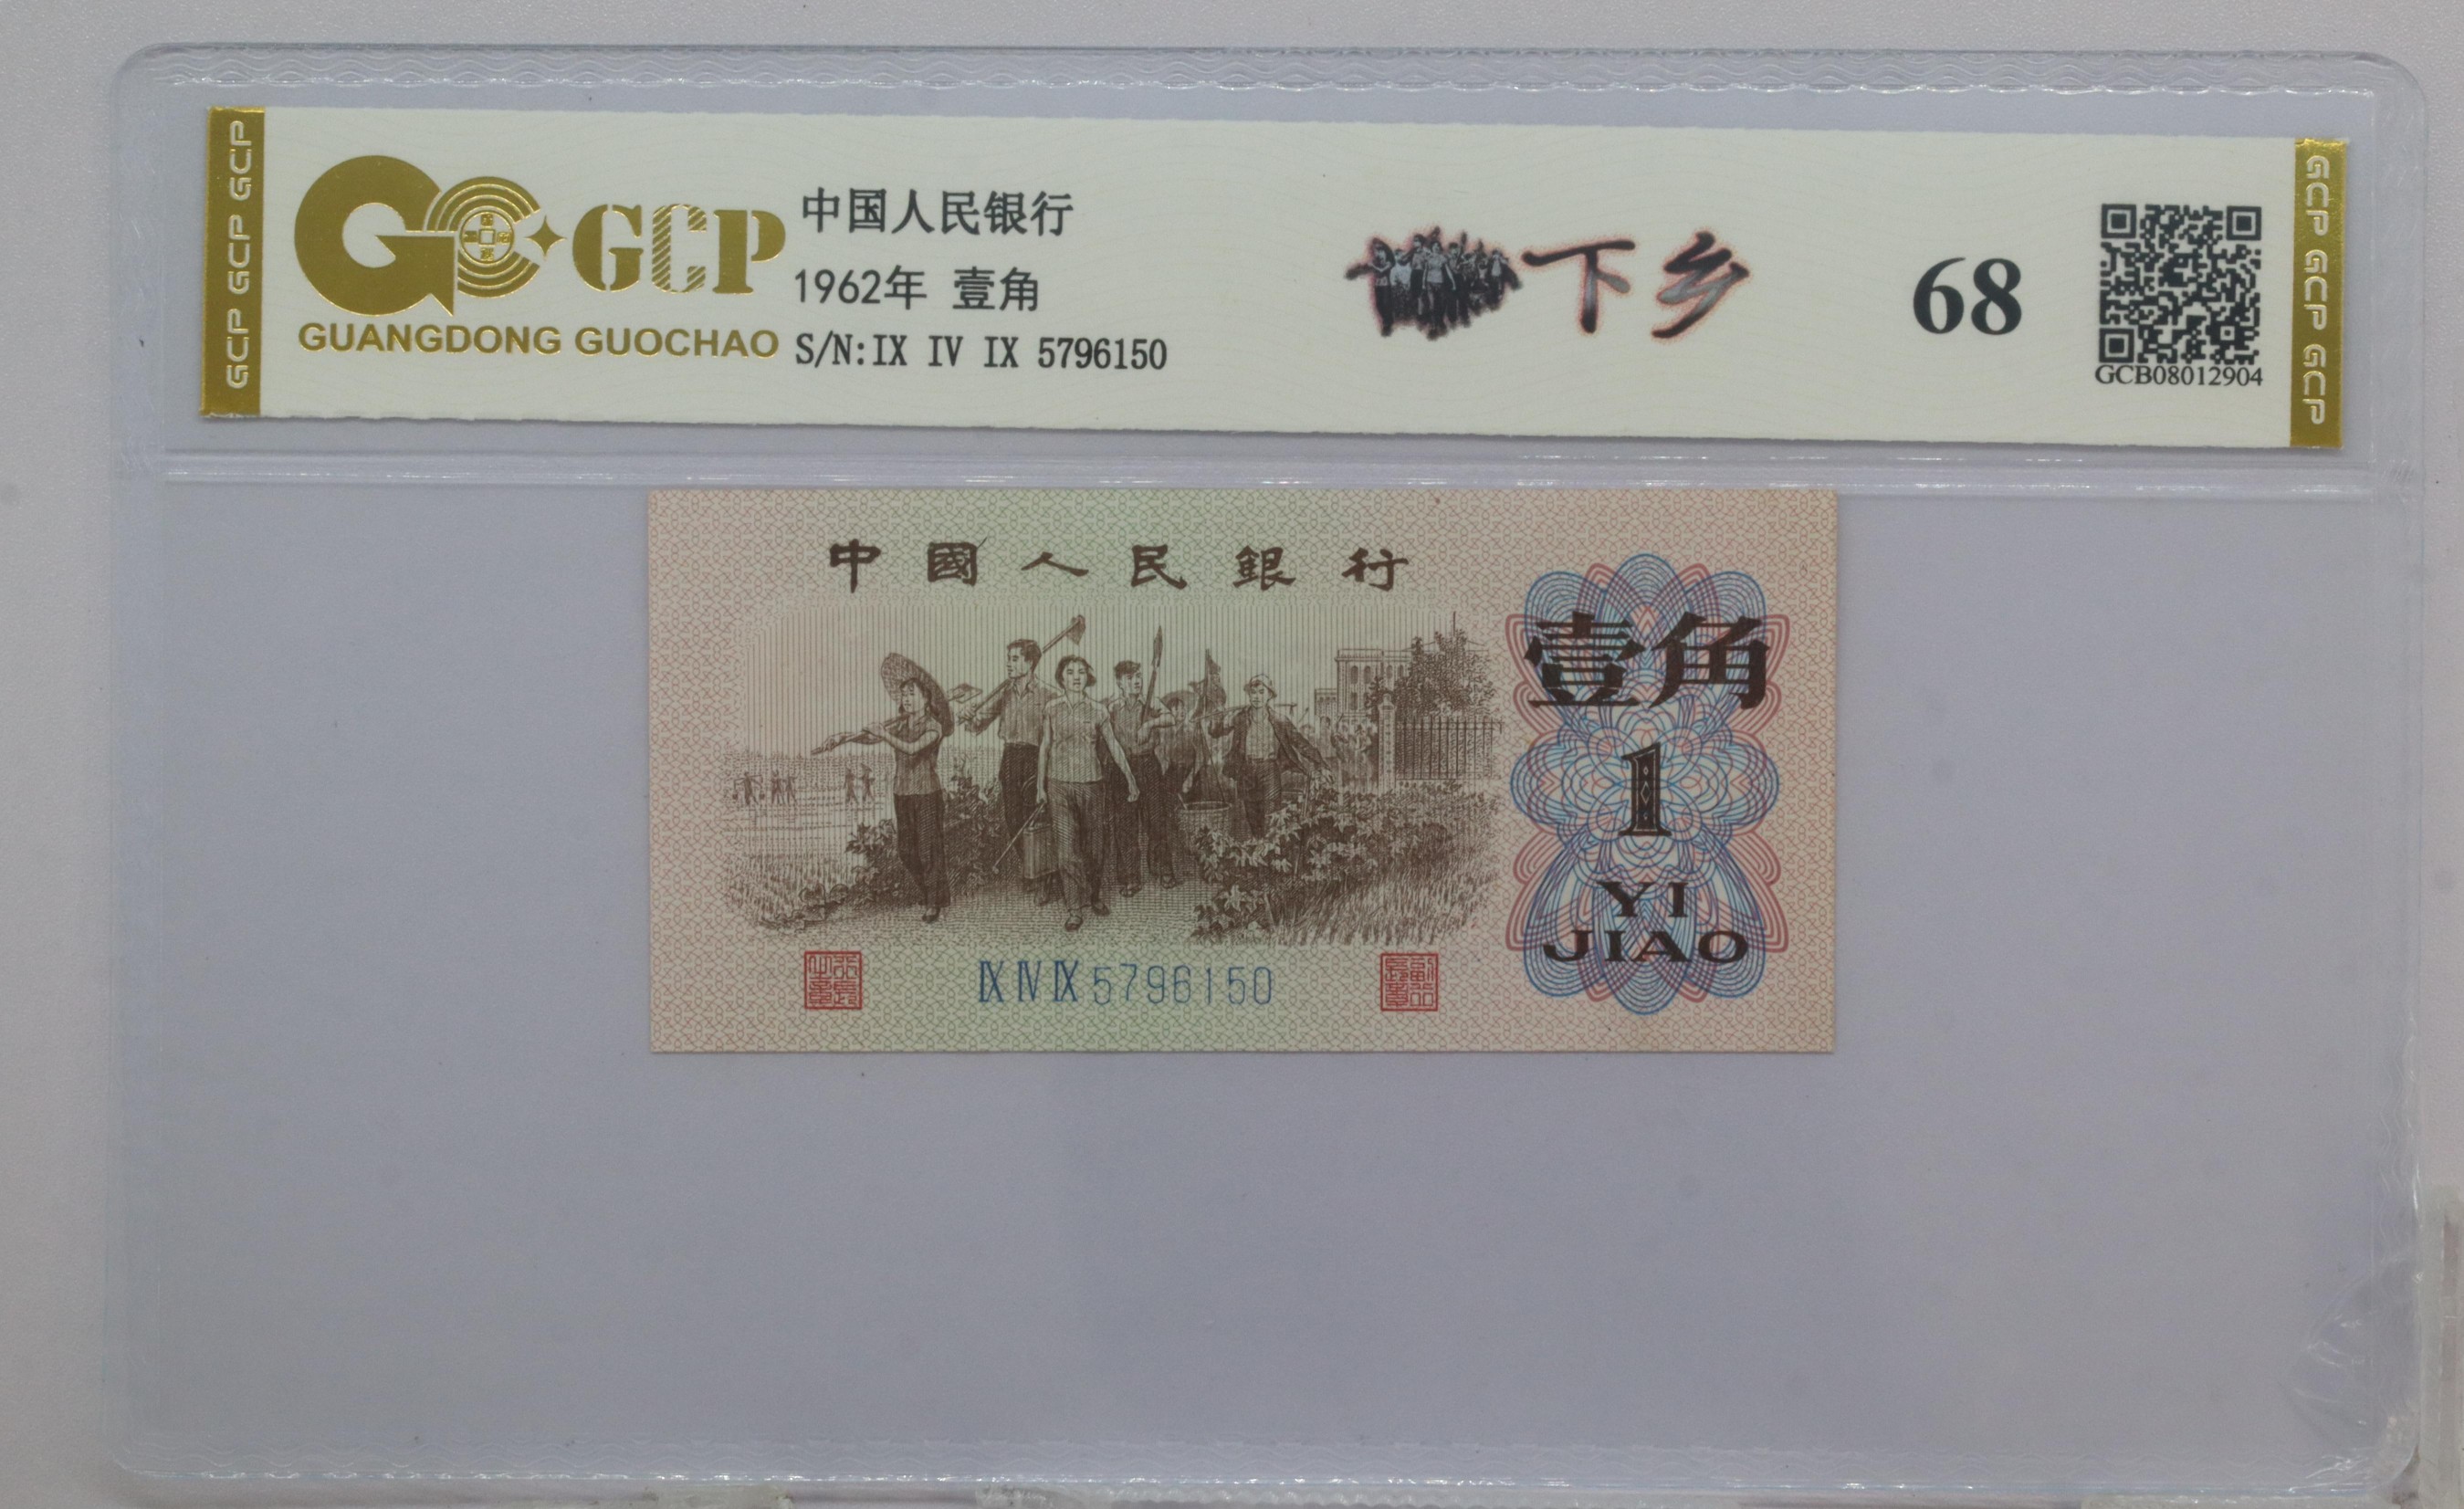 GCP GCP GCP
GCP
GUANGDONG GUOCHAO
中国人民银行
1962年 壹角
S/N:IX IV IX 5796150
下乡
68
GCB08012904
GCP GCP GCP
中國人民銀行
壹角
1
YI
JIAO
IX IV IX 5796150